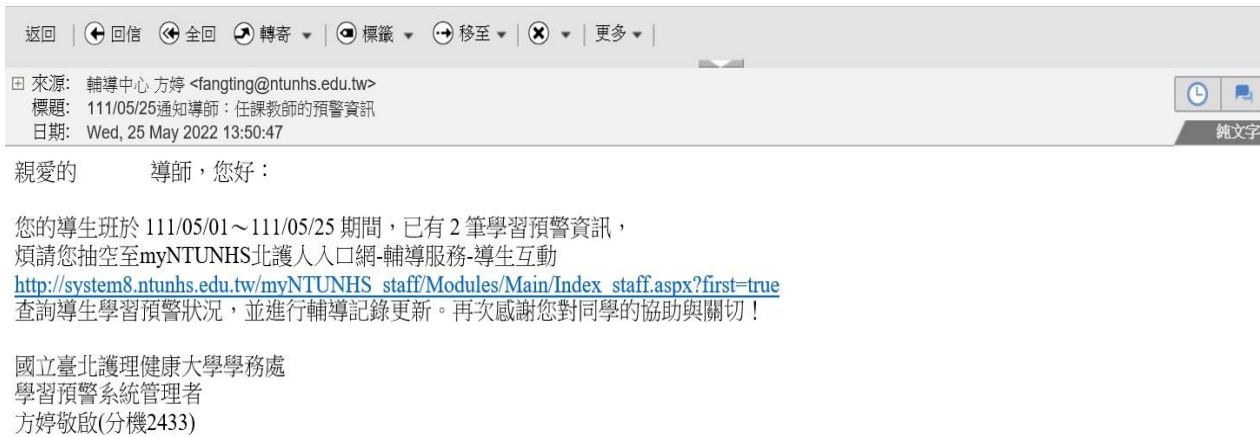 返回 回信 全回 轉寄 標籤 移至 更多
來源: 輔導中心 方婷 <fangting@ntunhs.edu.tw>
標題: 111/05/25通知導師:任課教師的預警資訊
日期: Wed, 25 May 2022 13:50:47
純文字
親愛的 導師,您好:
您的導生班於 111/05/01~111/05/25 期間,已有 2 筆學習預警資訊,
煩請您抽空至myNTUNHS北護人入口網-輔導服務-導生互動
http://system8.ntunhs.edu.tw/myNTUNHS_staff/Modules/Main/Index_staff.aspx?first=true
查詢導生學習預警狀況,並進行輔導記錄更新。再次感謝您對同學的協助與關切!
國立臺北護理健康大學學務處
學習預警系統管理者
方婷敬啟(分機2433)